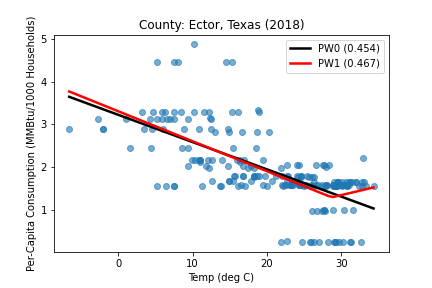 County: Ector, Texas (2018)
PW0 (0.454)
PW1 (0.467)
Per-Capita Consumption (MMBtu/1000 Households)
5
4
3
2
1
0 10 20 30
Temp (deg C)